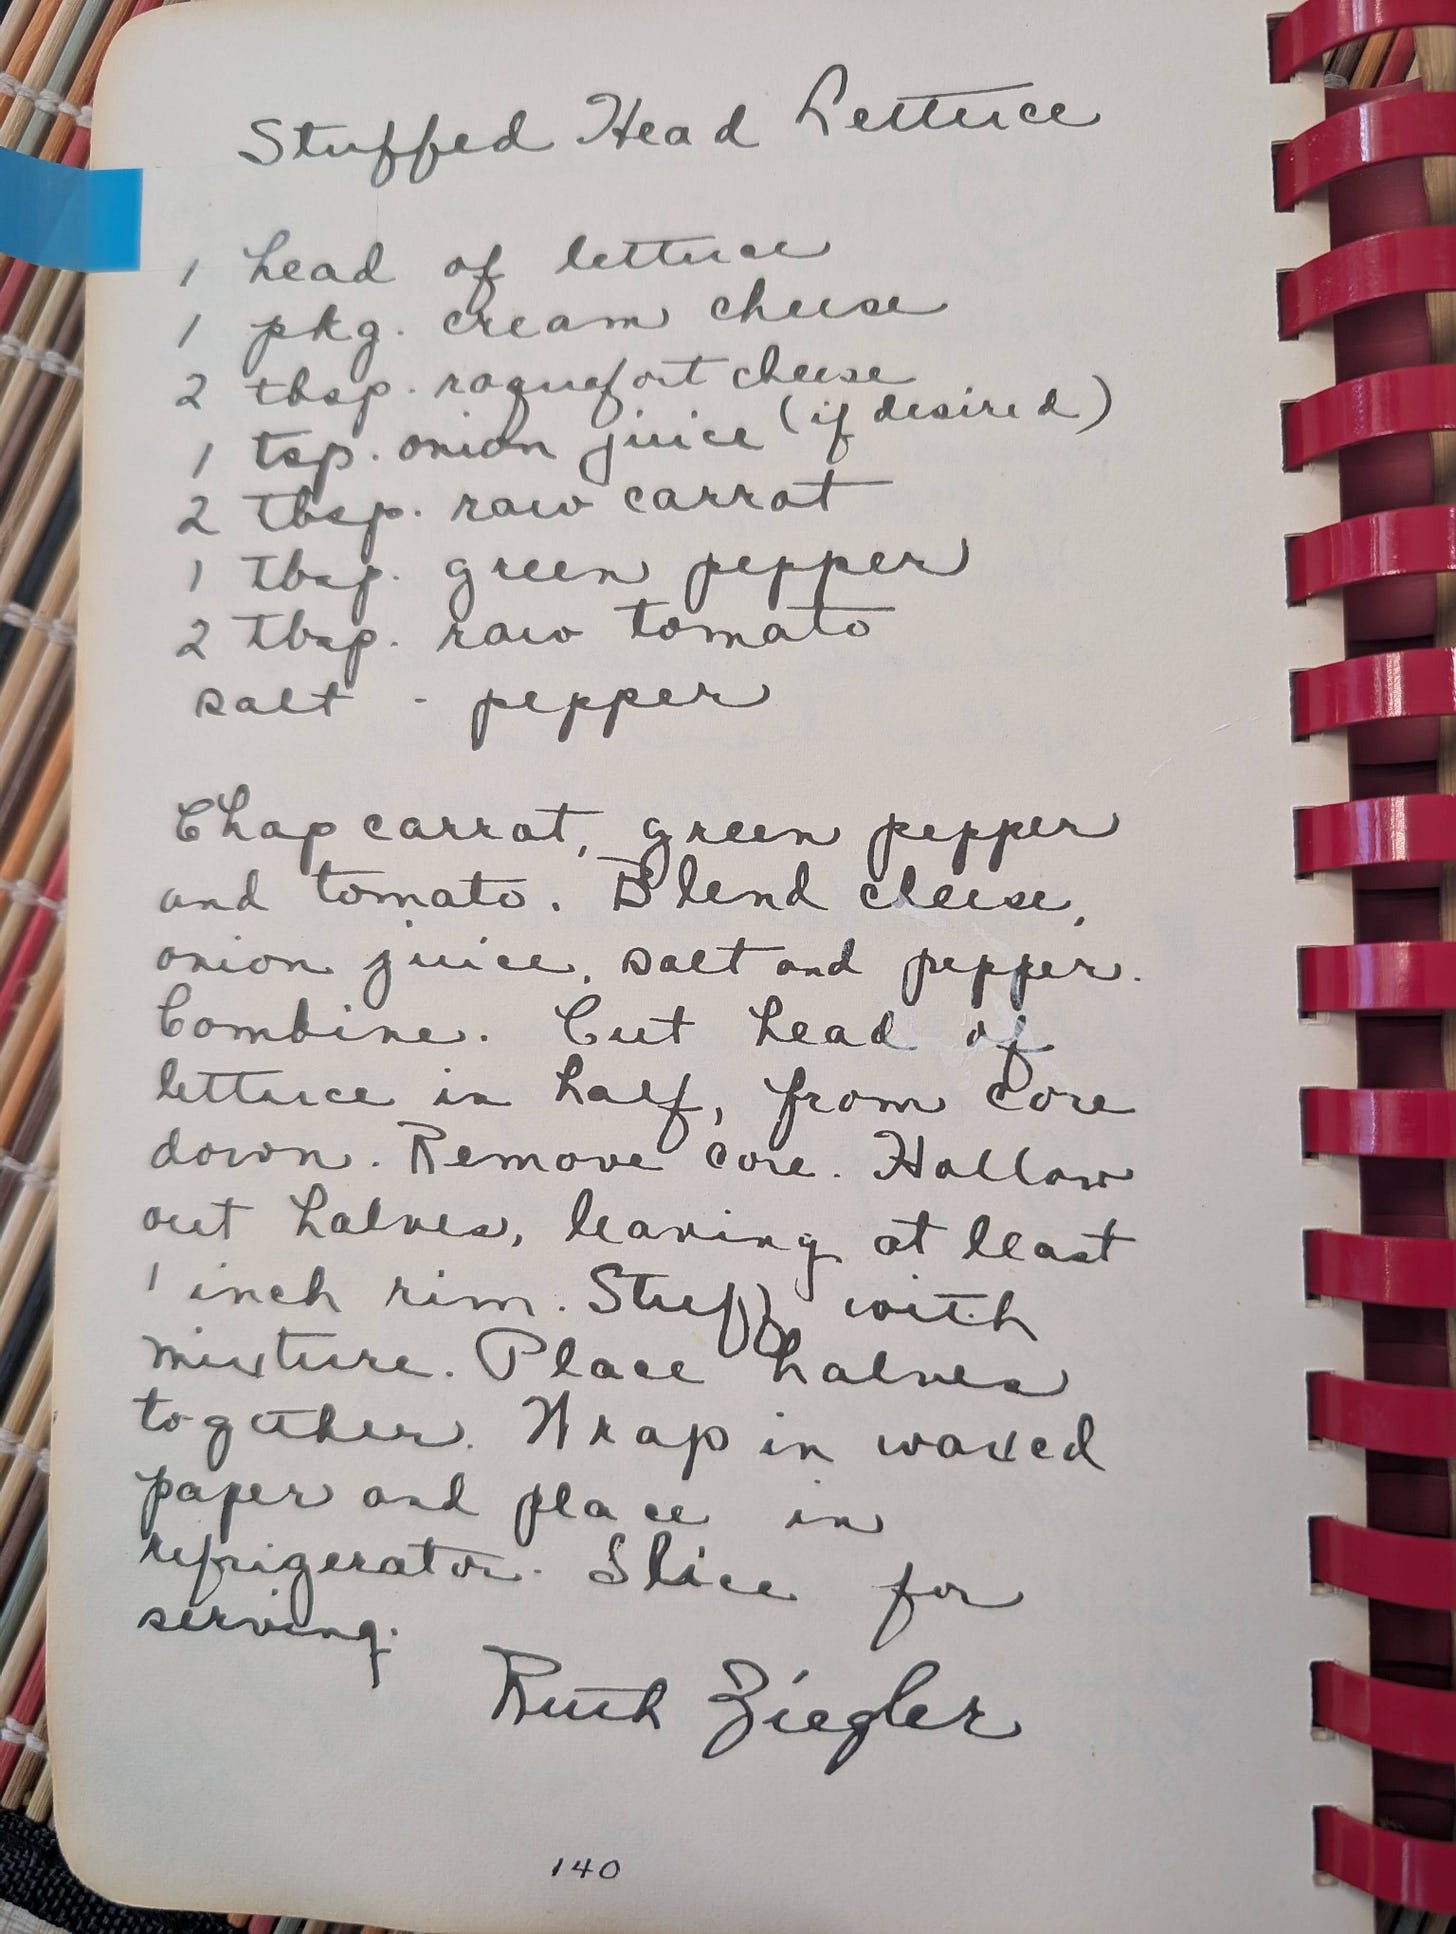 Stuffed Head Lettuce
1 head of lettuce
1 pkg. cream cheese
2 tbsp. roquefort cheese
1 tsp. onion juice (if desired)
2 tbsp. raw carrot
1 tbsp. green pepper
2 tbsp. raw tomato
salt - pepper
Chop carrot, green pepper
and tomato. Blend cheese,
onion juice, salt and pepper.
Combine. Cut head of
lettuce in half, from core
down. Remove core. Hollow
out halves, leaving at least
1 inch rim. Stuff with
mixture. Place halves
together. Wrap in waxed
paper and place in
refrigerator. Slice for
serving.
Ruth Ziegler
140